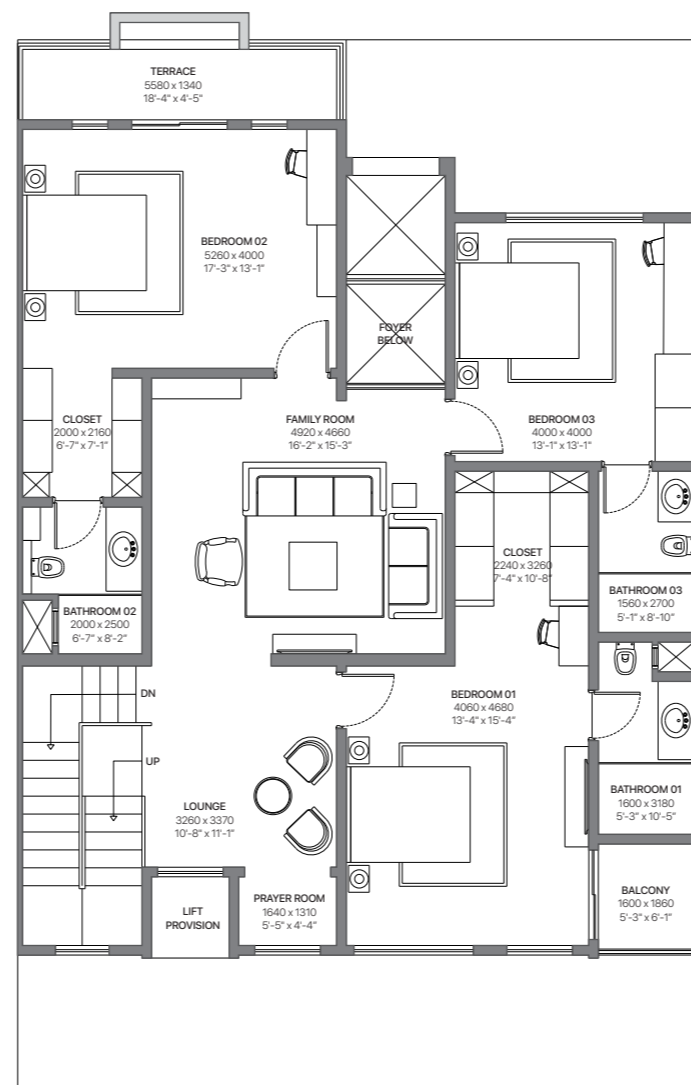 TERRACE
5580 x 1340
18'-4" x 4'-5"
BEDROOM 02
5260 x 4000
17'-3" x 13'-1"
FOYER
BELOW
CLOSET
2000 x 2160
6'-7" x 7'-1"
FAMILY ROOM
4920 x 4660
16'-2" x 15'-3"
BEDROOM 03
4000 x 4000
13'-1" x 13'-1"
CLOSET
2240 x 3260
7'-4" x 10'-8"
BATHROOM 02
2000 x 2500
6'-7" x 8'-2"
BATHROOM 03
1560 x 2700
5'-1" x 8'-10"
DN
BEDROOM 01
4060 x 4680
13'-4" x 15'-4"
UP
LOUNGE
3260 x 3370
10'-8" x 11'-1"
BATHROOM 01
1600 x 3180
5'-3" x 10'-5"
LIFT
PROVISION
PRAYER ROOM
1640 x 1310
5'-5" x 4'-4"
BALCONY
1600 x 1860
5'-3" x 6'-1"